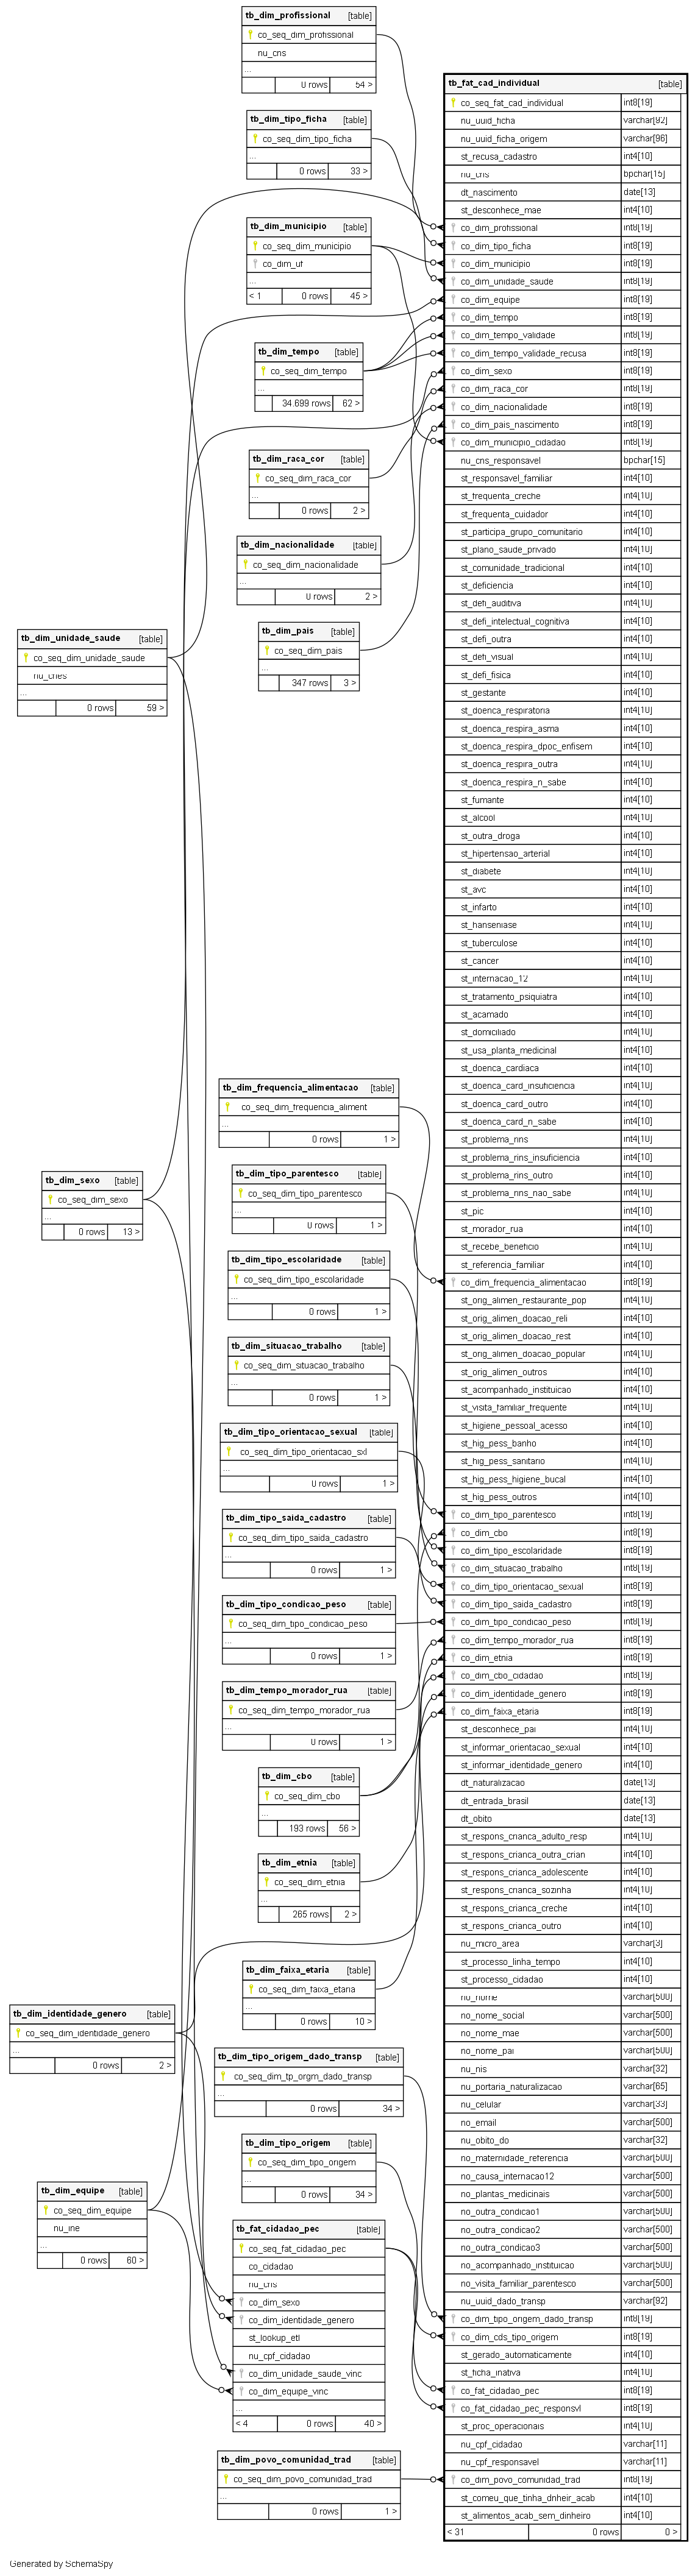 tb_dim_profissional [table]
co_seq_dim_profissional
nu_cns
...
0 rows 54 >
tb_dim_tipo_ficha [table]
co_seq_dim_tipo_ficha
...
0 rows 33 >
tb_dim_municipio [table]
co_seq_dim_municipio
co_dim_uf
...
< 1 0 rows 45 >
tb_dim_tempo [table]
co_seq_dim_tempo
...
34.699 rows 62 >
tb_dim_raca_cor [table]
co_seq_dim_raca_cor
...
0 rows 2 >
tb_dim_nacionalidade [table]
co_seq_dim_nacionalidade
...
0 rows 2 >
tb_dim_pais [table]
co_seq_dim_pais
...
347 rows 3 >
tb_dim_unidade_saude [table]
co_seq_dim_unidade_saude
nu_cnes
...
0 rows 59 >
tb_dim_frequencia_alimentacao [table]
co_seq_dim_frequencia_aliment
...
0 rows 1 >
tb_dim_tipo_parentesco [table]
co_seq_dim_tipo_parentesco
...
0 rows 1 >
tb_dim_sexo [table]
co_seq_dim_sexo
...
0 rows 13 >
tb_dim_tipo_escolaridade [table]
co_seq_dim_tipo_escolaridade
...
0 rows 1 >
tb_dim_situacao_trabalho [table]
co_seq_dim_situacao_trabalho
...
0 rows 1 >
tb_dim_tipo_orientacao_sexual [table]
co_seq_dim_tipo_orientacao_sxl
...
0 rows 1 >
tb_dim_tipo_saida_cadastro [table]
co_seq_dim_tipo_saida_cadastro
...
0 rows 1 >
tb_dim_tipo_condicao_peso [table]
co_seq_dim_tipo_condicao_peso
...
0 rows 1 >
tb_dim_tempo_morador_rua [table]
co_seq_dim_tempo_morador_rua
...
0 rows 1 >
tb_dim_cbo [table]
co_seq_dim_cbo
...
193 rows 56 >
tb_dim_etnia [table]
co_seq_dim_etnia
...
265 rows 2 >
tb_dim_faixa_etaria [table]
co_seq_dim_faixa_etaria
...
0 rows 10 >
tb_dim_identidade_genero [table]
co_seq_dim_identidade_genero
...
0 rows 2 >
tb_dim_tipo_origem_dado_transp [table]
co_seq_dim_tp_orgm_dado_transp
...
0 rows 34 >
tb_dim_tipo_origem [table]
co_seq_dim_tipo_origem
...
0 rows 34 >
tb_dim_equipe [table]
co_seq_dim_equipe
nu_ine
...
0 rows 60 >
tb_fat_cidadao_pec [table]
co_seq_fat_cidadao_pec
co_cidadao
nu_cns
co_dim_sexo
co_dim_identidade_genero
st_lookup_etl
nu_cpf_cidadao
co_dim_unidade_saude_vinc
co_dim_equipe_vinc
...
< 4 0 rows 40 >
tb_dim_povo_comunidad_trad [table]
co_seq_dim_povo_comunidad_trad
...
0 rows 1 >
tb_fat_cad_individual [table]
co_seq_fat_cad_individual int8[19]
nu_uuid_ficha varchar[92]
nu_uuid_ficha_origem varchar[96]
st_recusa_cadastro int4[10]
nu_cns bpchar[15]
dt_nascimento date[13]
st_desconhece_mae int4[10]
co_dim_profissional int8[19]
co_dim_tipo_ficha int8[19]
co_dim_municipio int8[19]
co_dim_unidade_saude int8[19]
co_dim_equipe int8[19]
co_dim_tempo int8[19]
co_dim_tempo_validade int8[19]
co_dim_tempo_validade_recusa int8[19]
co_dim_sexo int8[19]
co_dim_raca_cor int8[19]
co_dim_nacionalidade int8[19]
co_dim_pais_nascimento int8[19]
co_dim_municipio_cidadao int8[19]
nu_cns_responsavel bpchar[15]
st_responsavel_familiar int4[10]
st_frequenta_creche int4[10]
st_frequenta_cuidador int4[10]
st_participa_grupo_comunitario int4[10]
st_plano_saude_privado int4[10]
st_comunidade_tradicional int4[10]
st_deficiencia int4[10]
st_defi_auditiva int4[10]
st_defi_intelectual_cognitiva int4[10]
st_defi_outra int4[10]
st_defi_visual int4[10]
st_defi_fisica int4[10]
st_gestante int4[10]
st_doenca_respiratoria int4[10]
st_doenca_respira_asma int4[10]
st_doenca_respira_dpoc_enfisem int4[10]
st_doenca_respira_outra int4[10]
st_doenca_respira_n_sabe int4[10]
st_fumante int4[10]
st_alcool int4[10]
st_outra_droga int4[10]
st_hipertensao_arterial int4[10]
st_diabete int4[10]
st_avc int4[10]
st_infarto int4[10]
st_hanseniase int4[10]
st_tuberculose int4[10]
st_cancer int4[10]
st_internacao_12 int4[10]
st_tratamento_psiquiatra int4[10]
st_acamado int4[10]
st_domiciliado int4[10]
st_usa_planta_medicinal int4[10]
st_doenca_cardiaca int4[10]
st_doenca_card_insuficiencia int4[10]
st_doenca_card_outro int4[10]
st_doenca_card_n_sabe int4[10]
st_problema_rins int4[10]
st_problema_rins_insuficiencia int4[10]
st_problema_rins_outro int4[10]
st_problema_rins_nao_sabe int4[10]
st_pic int4[10]
st_morador_rua int4[10]
st_recebe_beneficio int4[10]
st_referencia_familiar int4[10]
co_dim_frequencia_alimentacao int8[19]
st_orig_alimen_restaurante_pop int4[10]
st_orig_alimen_doacao_reli int4[10]
st_orig_alimen_doacao_rest int4[10]
st_orig_alimen_doacao_popular int4[10]
st_orig_alimen_outros int4[10]
st_acompanhado_instituicao int4[10]
st_visita_familiar_frequente int4[10]
st_higiene_pessoal_acesso int4[10]
st_hig_pess_banho int4[10]
st_hig_pess_sanitario int4[10]
st_hig_pess_higiene_bucal int4[10]
st_hig_pess_outros int4[10]
co_dim_tipo_parentesco int8[19]
co_dim_cbo int8[19]
co_dim_tipo_escolaridade int8[19]
co_dim_situacao_trabalho int8[19]
co_dim_tipo_orientacao_sexual int8[19]
co_dim_tipo_saida_cadastro int8[19]
co_dim_tipo_condicao_peso int8[19]
co_dim_tempo_morador_rua int8[19]
co_dim_etnia int8[19]
co_dim_cbo_cidadao int8[19]
co_dim_identidade_genero int8[19]
co_dim_faixa_etaria int8[19]
st_desconhece_pai int4[10]
st_informar_orientacao_sexual int4[10]
st_informar_identidade_genero int4[10]
dt_naturalizacao date[13]
dt_entrada_brasil date[13]
dt_obito date[13]
st_respons_crianca_adulto_resp int4[10]
st_respons_crianca_outra_crian int4[10]
st_respons_crianca_adolescente int4[10]
st_respons_crianca_sozinha int4[10]
st_respons_crianca_creche int4[10]
st_respons_crianca_outro int4[10]
nu_micro_area varchar[3]
st_processo_linha_tempo int4[10]
st_processo_cidadao int4[10]
no_nome varchar[500]
no_nome_social varchar[500]
no_nome_mae varchar[500]
no_nome_pai varchar[500]
nu_nis varchar[32]
nu_portaria_naturalizacao varchar[65]
nu_celular varchar[33]
no_email varchar[500]
nu_obito_do varchar[32]
no_maternidade_referencia varchar[500]
no_causa_internacao12 varchar[500]
no_plantas_medicinais varchar[500]
no_outra_condicao1 varchar[500]
no_outra_condicao2 varchar[500]
no_outra_condicao3 varchar[500]
no_acompanhado_instituicao varchar[500]
no_visita_familiar_parentesco varchar[500]
nu_uuid_dado_transp varchar[92]
co_dim_tipo_origem_dado_transp int8[19]
co_dim_cds_tipo_origem int8[19]
st_gerado_automaticamente int4[10]
st_ficha_inativa int4[10]
co_fat_cidadao_pec int8[19]
co_fat_cidadao_pec_responsvl int8[19]
st_proc_operacionais int4[10]
nu_cpf_cidadao varchar[11]
nu_cpf_responsavel varchar[11]
co_dim_povo_comunidad_trad int8[19]
st_comeu_que_tinha_dnheir_acab int4[10]
st_alimentos_acab_sem_dinheiro int4[10]
< 31 0 rows 0 >
Generated by SchemaSpy